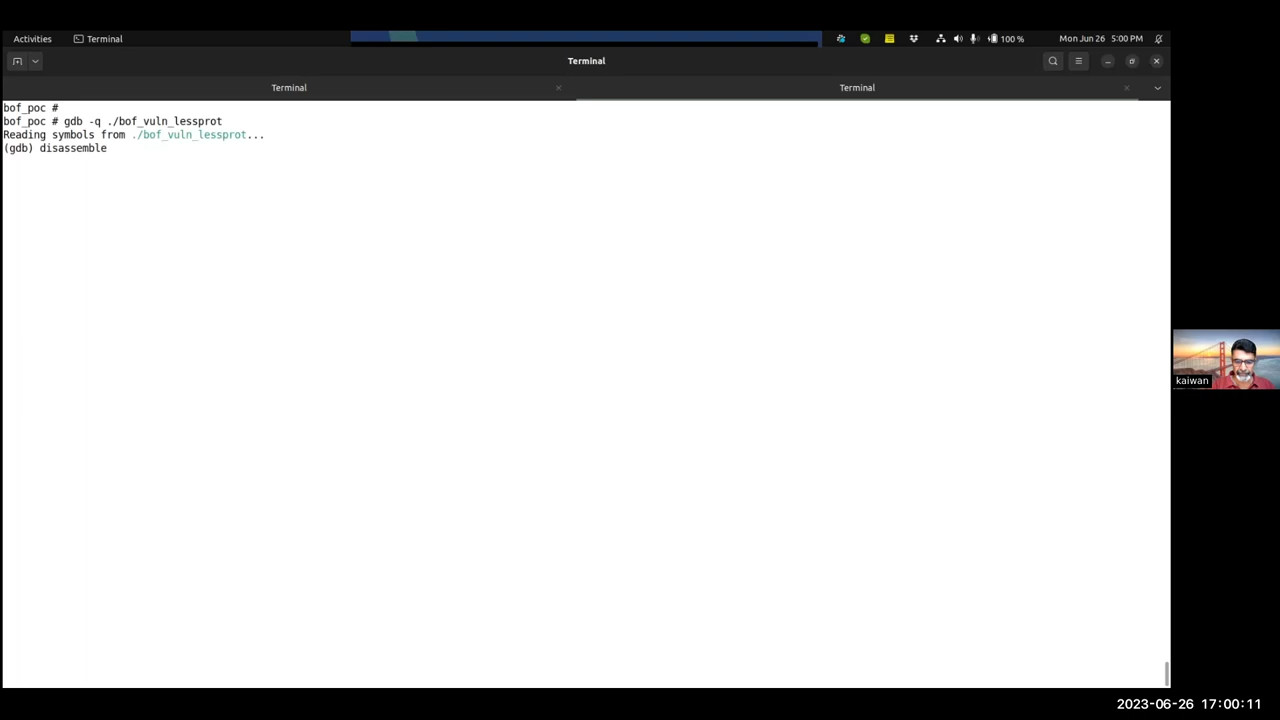 Activities
Terminal
100 %
Mon Jun 26 5:00 PM
Terminal
Terminal
Terminal
bof_poc #
bof_poc # gdb -q ./bof_vuln_lessprot
Reading symbols from ./bof_vuln_lessprot...
(gdb) disassemble
kaiwan
2023-06-26 17:00:11